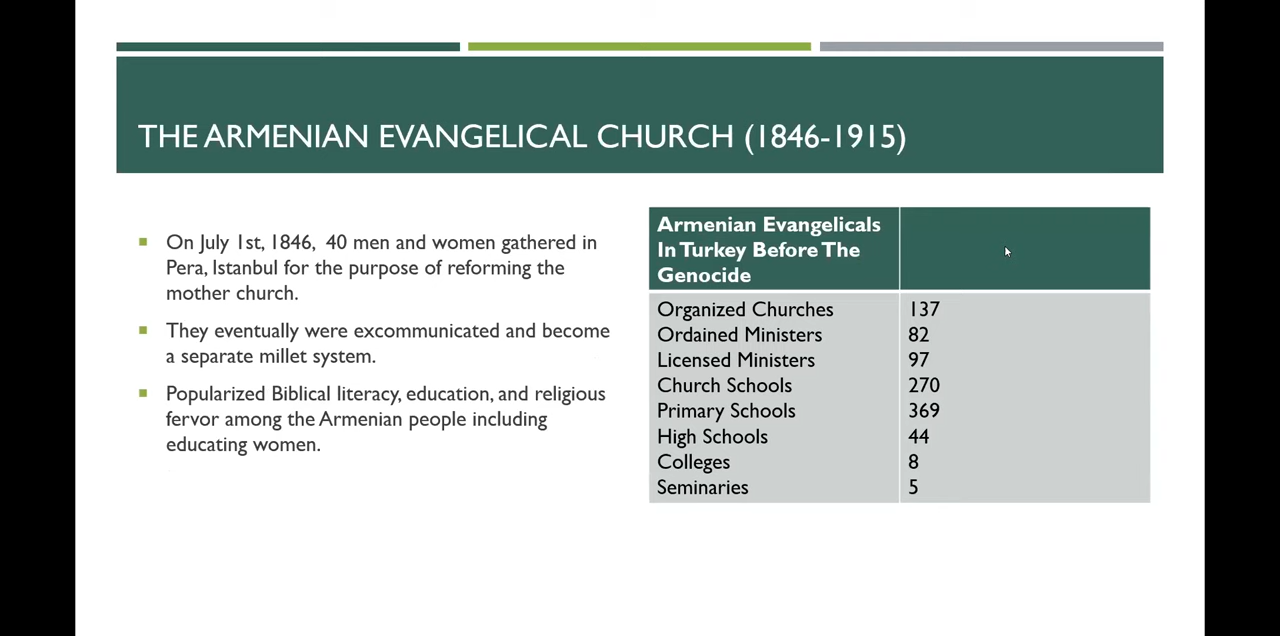 THE ARMENIAN EVANGELICAL CHURCH (1846-1915)
On July 1st, 1846, 40 men and women gathered in
Pera, Istanbul for the purpose of reforming the
mother church.
They eventually were excommunicated and become
a separate millet system.
Popularized Biblical literacy, education, and religious
fervor among the Armenian people including
educating women.
Armenian Evangelicals
In Turkey Before The
Genocide
Organized Churches 137
Ordained Ministers 82
Licensed Ministers 97
Church Schools 270
Primary Schools 369
High Schools 44
Colleges 8
Seminaries 5